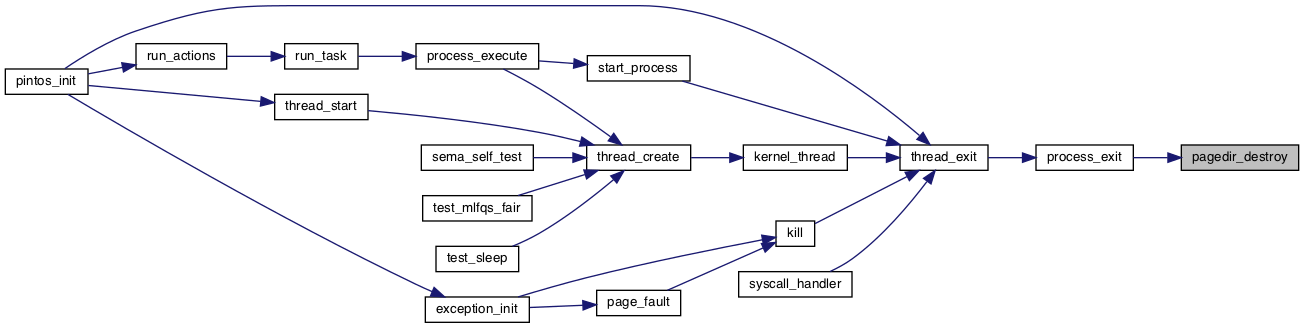 pintos_init
run_actions
run_task
process_execute
start_process
thread_start
sema_self_test
thread_create
kernel_thread
thread_exit
process_exit
pagedir_destroy
test_mlfqs_fair
test_sleep
kill
syscall_handler
exception_init
page_fault